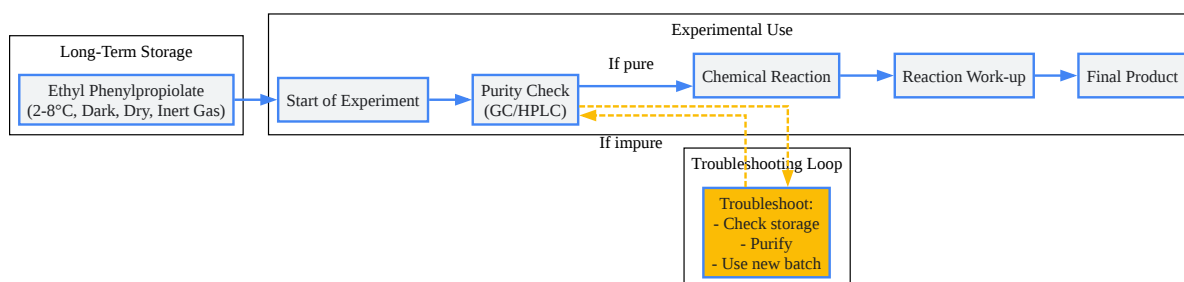 Experimental Use
Long-Term Storage
Ethyl Phenylpropiolate
(2-8°C, Dark, Dry, Inert Gas)
Start of Experiment
Purity Check
(GC/HPLC)
If pure
If impure
Chemical Reaction
Reaction Work-up
Final Product
Troubleshooting Loop
Troubleshoot:
- Check storage
- Purify
- Use new batch